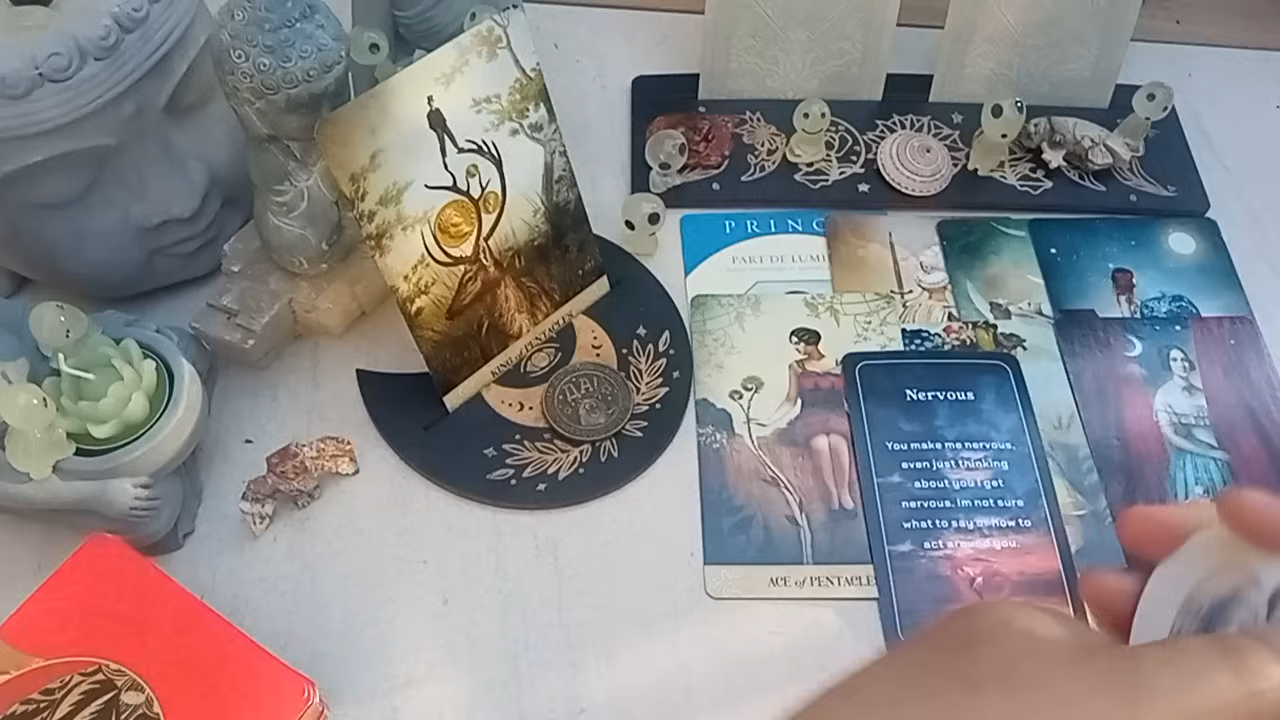 PRINC
PART DE LUMI
KING of PENTACLES
ACE of PENTACLE
Nervous
You make me nervous,
even just thinking
about you I get
nervous. Im not sure
what to say or how to
act around you.